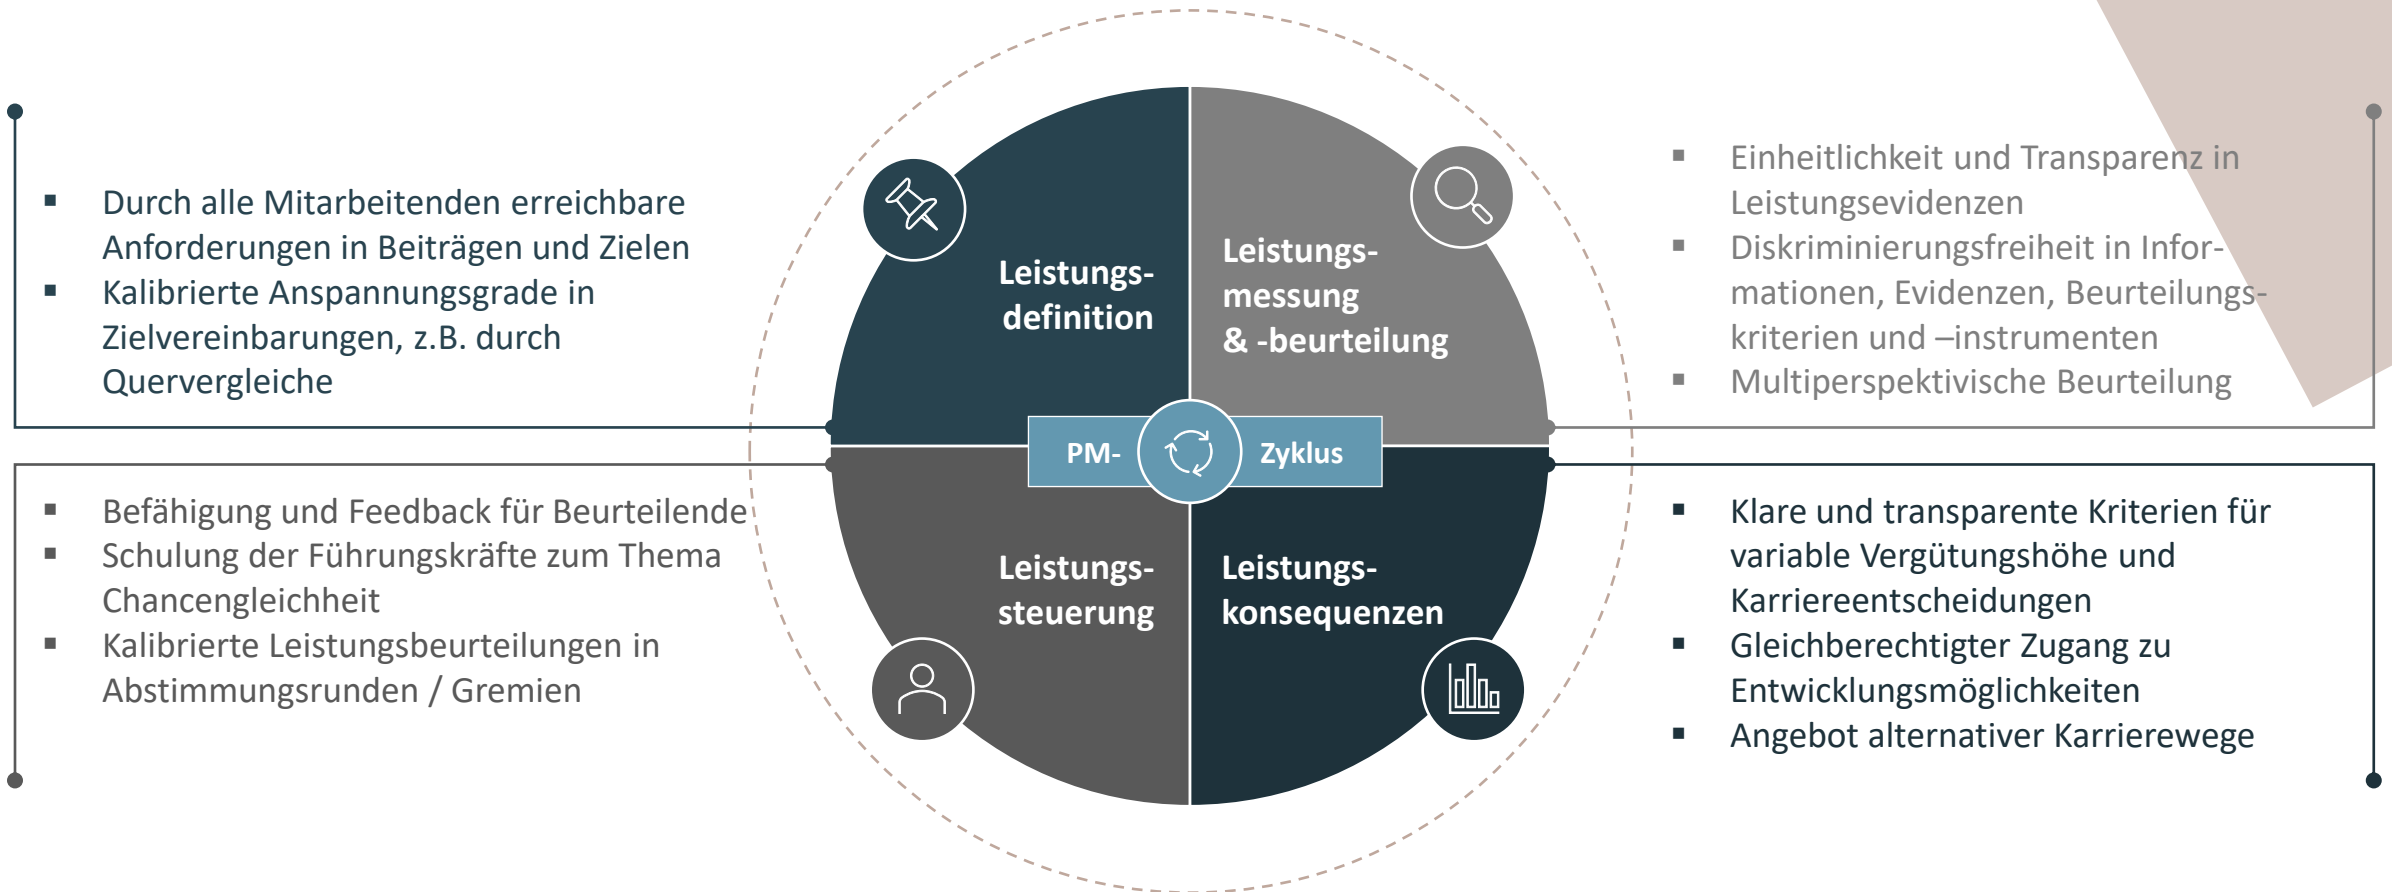 ▪ Durch alle Mitarbeitenden erreichbare
Anforderungen in Beiträgen und Zielen
▪ Kalibrierte Anspannungsgrade in
Zielvereinbarungen, z.B. durch
Quervergleiche
Leistungs-
definition
Leistungs-
messung
& -beurteilung
▪ Einheitlichkeit und Transparenz in
Leistungsevidenzen
▪ Diskriminierungsfreiheit in Infor-
mationen, Evidenzen, Beurteilungs-
kriterien und –instrumenten
▪ Multiperspektivische Beurteilung
PM- Zyklus
▪ Befähigung und Feedback für Beurteilende
▪ Schulung der Führungskräfte zum Thema
Chancengleichheit
▪ Kalibrierte Leistungsbeurteilungen in
Abstimmungsrunden / Gremien
Leistungs-
steuerung
Leistungs-
konsequenzen
▪ Klare und transparente Kriterien für
variable Vergütungshöhe und
Karriereentscheidungen
▪ Gleichberechtigter Zugang zu
Entwicklungsmöglichkeiten
▪ Angebot alternativer Karrierewege